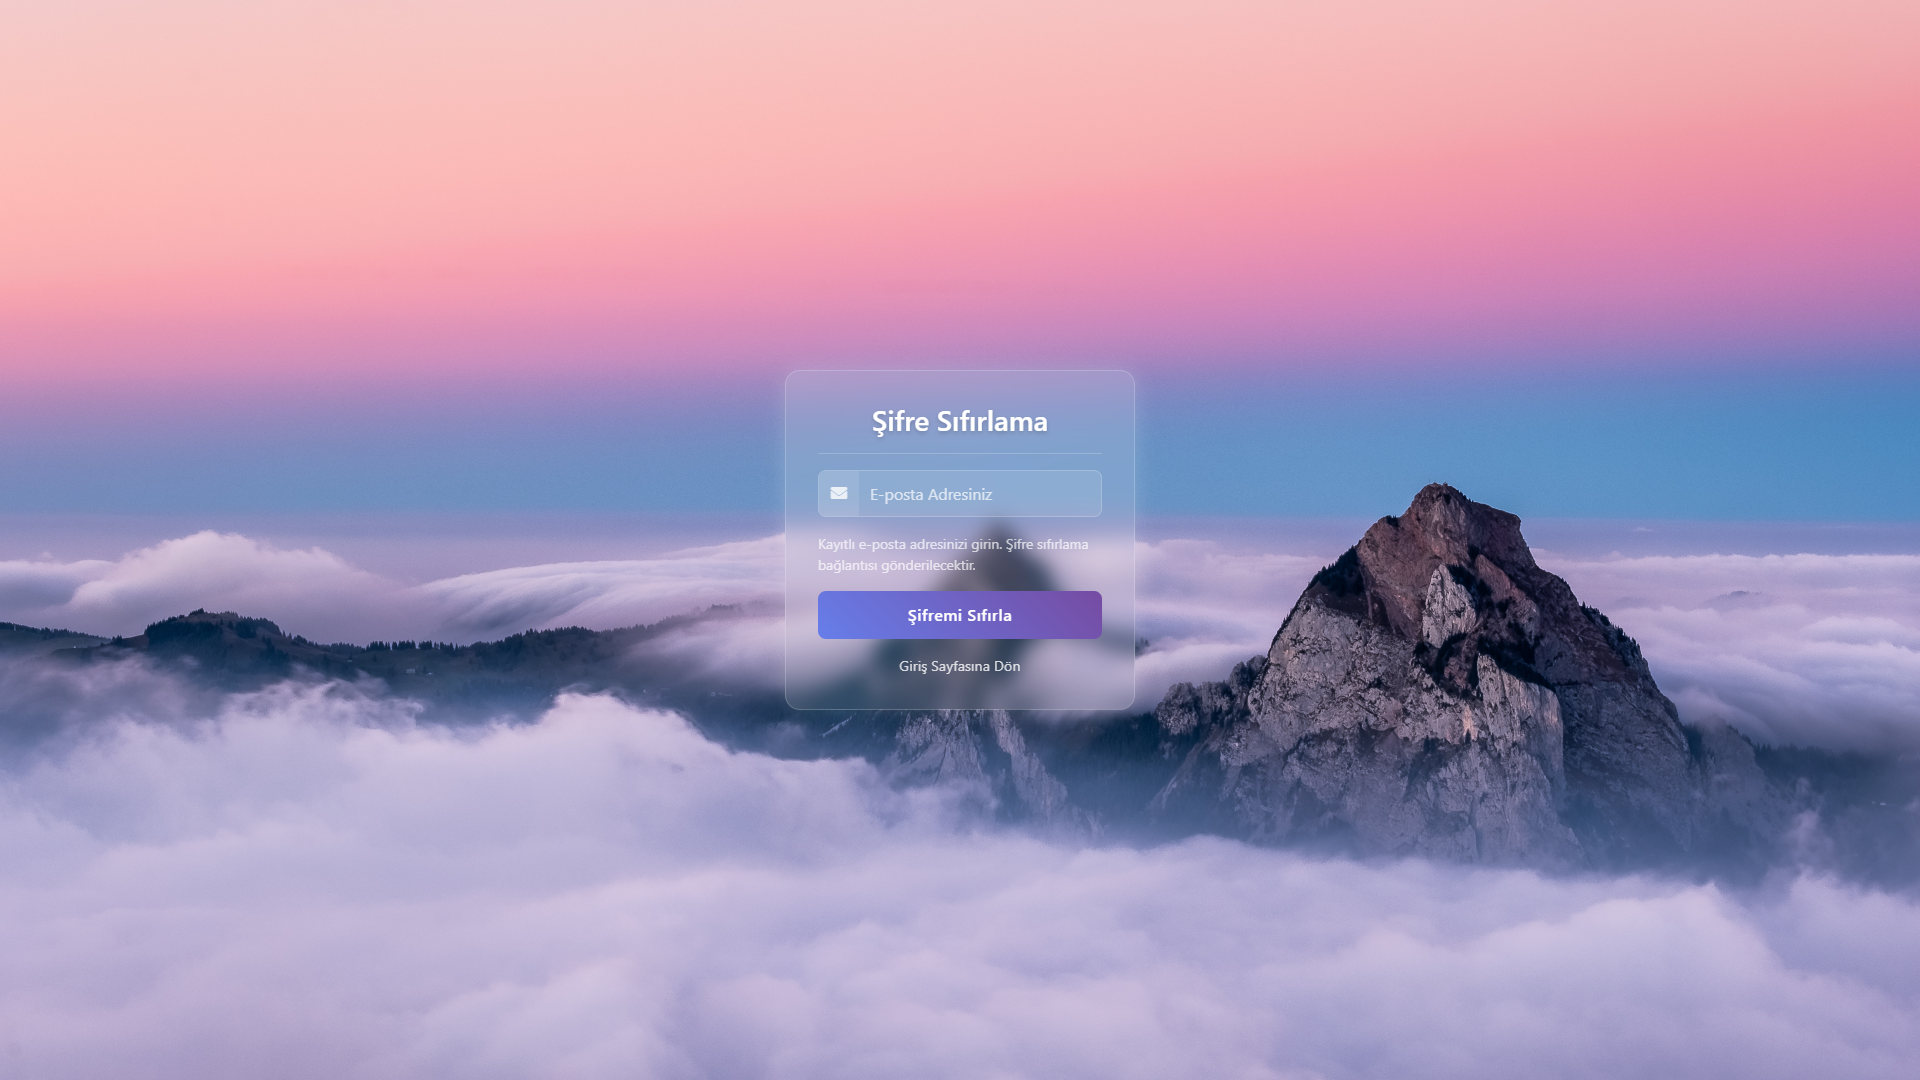 Şifre Sıfırlama
E-posta Adresiniz
Kayıtlı e-posta adresinizi girin. Şifre sıfırlama
bağlantısı gönderilecektir.
Şifremi Sıfırla
Giriş Sayfasına Dön